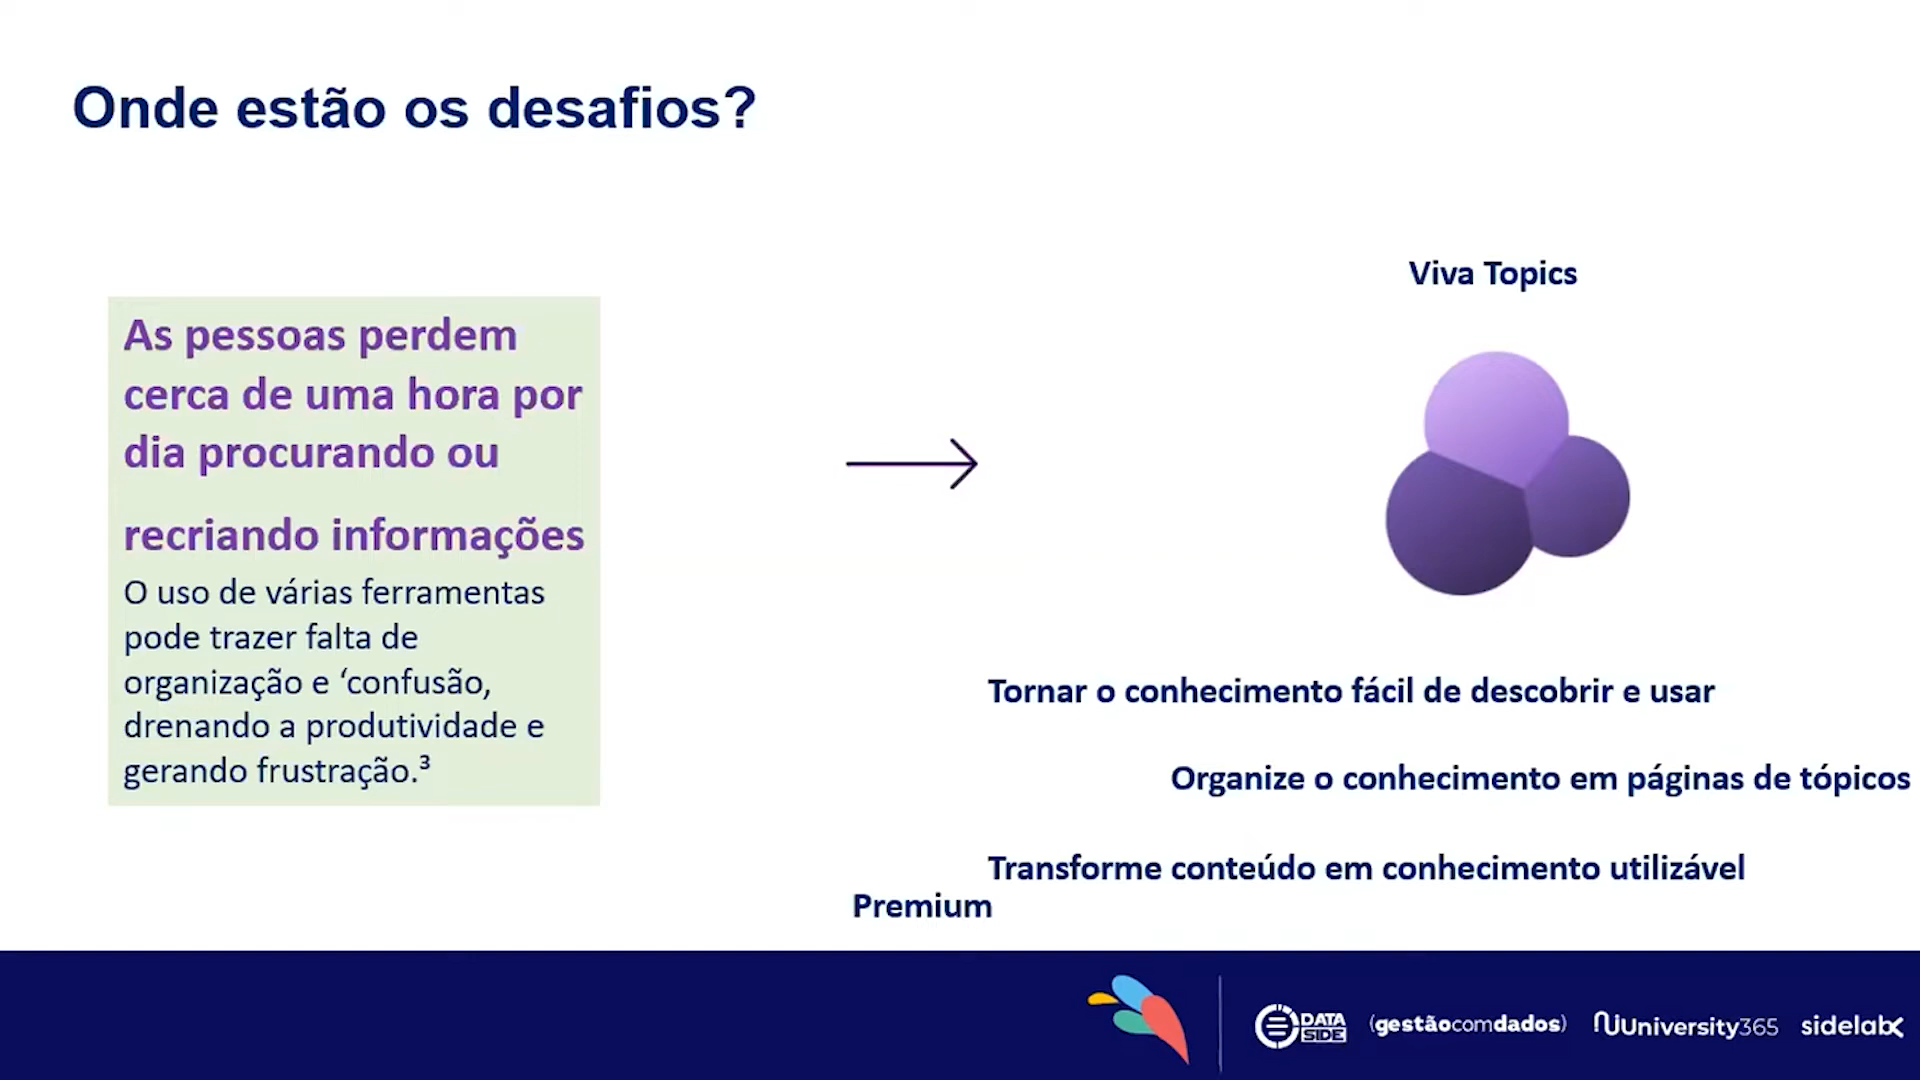 Onde estão os desafios?
As pessoas perdem
cerca de uma hora por
dia procurando ou
recriando informações
O uso de várias ferramentas
pode trazer falta de
organização e ‘confusão,
drenando a produtividade e
gerando frustração.³
Viva Topics
Tornar o conhecimento fácil de descobrir e usar
Organize o conhecimento em páginas de tópicos
Transforme conteúdo em conhecimento utilizável
Premium
DATA
SIDE
(gestãocomdados)
University365
sidelabx